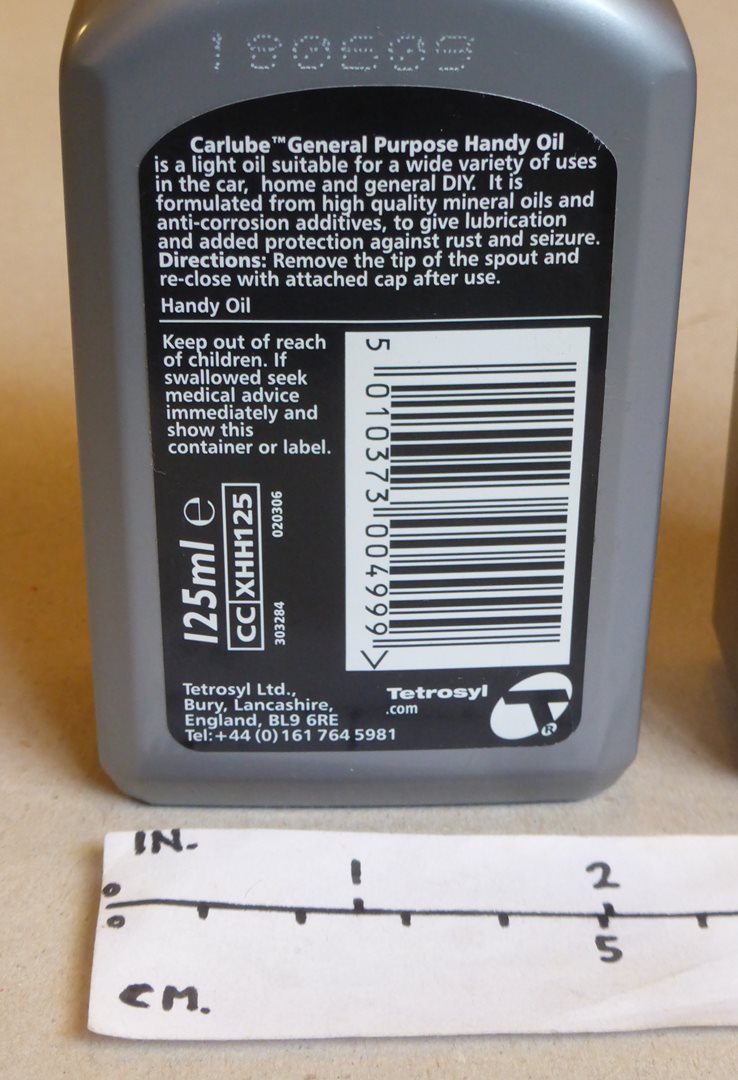 180609
Carlube™ General Purpose Handy Oil
is a light oil suitable for a wide variety of uses
in the car, home and general DIY. It is
formulated from high quality mineral oils and
anti-corrosion additives, to give lubrication
and added protection against rust and seizure.
Directions: Remove the tip of the spout and
re-close with attached cap after use.
Handy Oil
Keep out of reach
of children. If
swallowed seek
medical advice
immediately and
show this
container or label.
125ml e
CC XHH125
303284 020306
5 010373 004999 >
Tetrosyl Ltd.,
Bury, Lancashire,
England, BL9 6RE
Tel:+44 (0) 161 764 5981
Tetrosyl
.com
T®
IN.
0 1 2
0 5
CM.